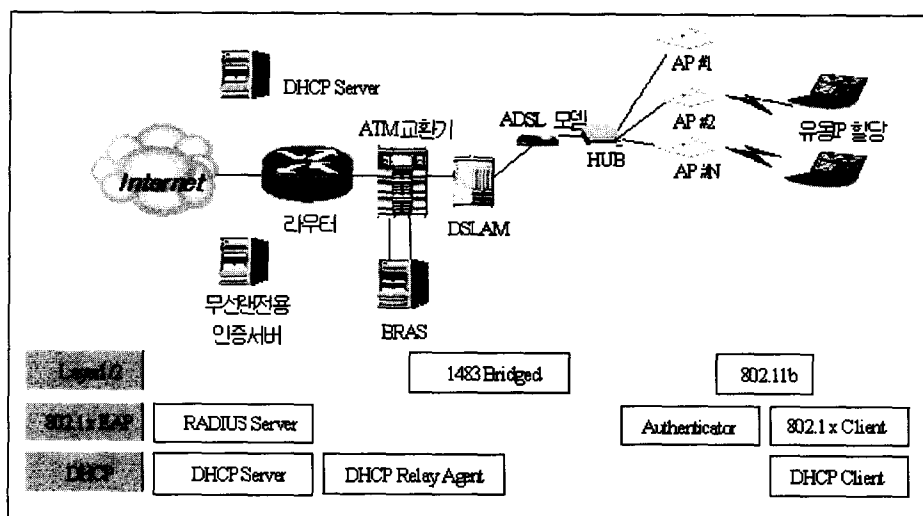 DHCP Server
AP #1
ATM교환기
ADSL 모뎀
AP #2
유동IP 할당
HUB
AP #N
Internet
라우터
DSLAM
무선랜전용
인증서버
BRAS
Layer1/2
1483 Bridged
802.11b
802.1x EAP
RADIUS Server
Authenticator
802.1x Client
DHCP
DHCP Server
DHCP Relay Agent
DHCP Client